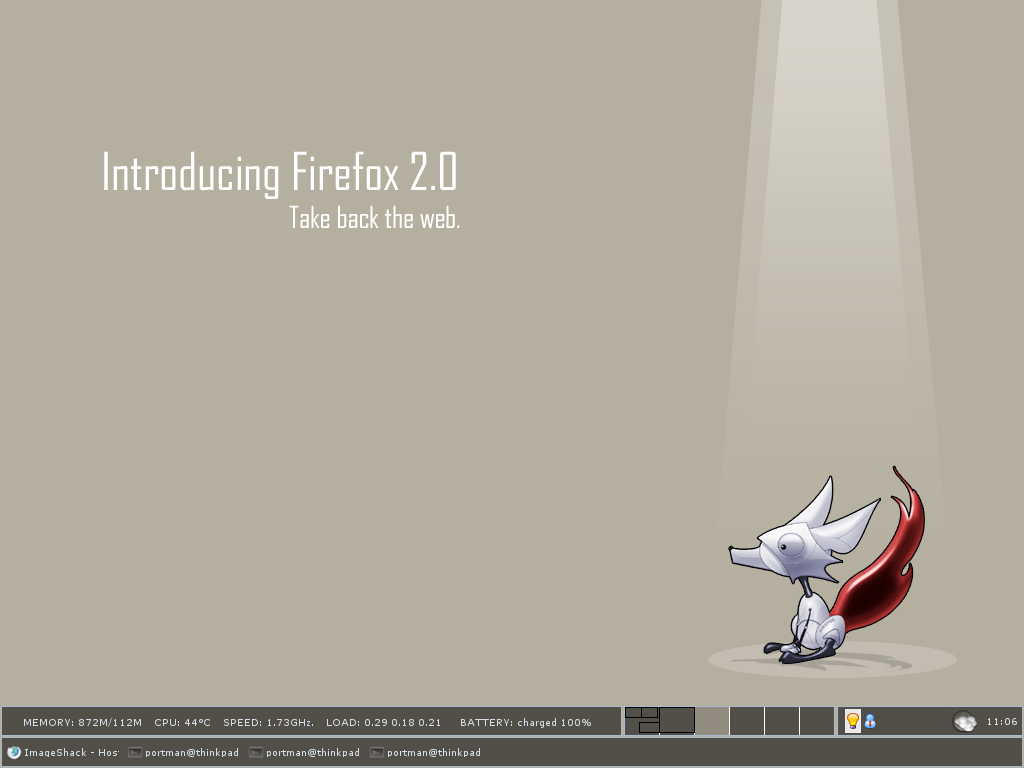 Introducing Firefox 2.0
Take back the web.
MEMORY: 872M/112M CPU: 44°C SPEED: 1.73GHz. LOAD: 0.29 0.18 0.21 BATTERY: charged 100%
11:06
ImageShack - Hos portman@thinkpad portman@thinkpad portman@thinkpad